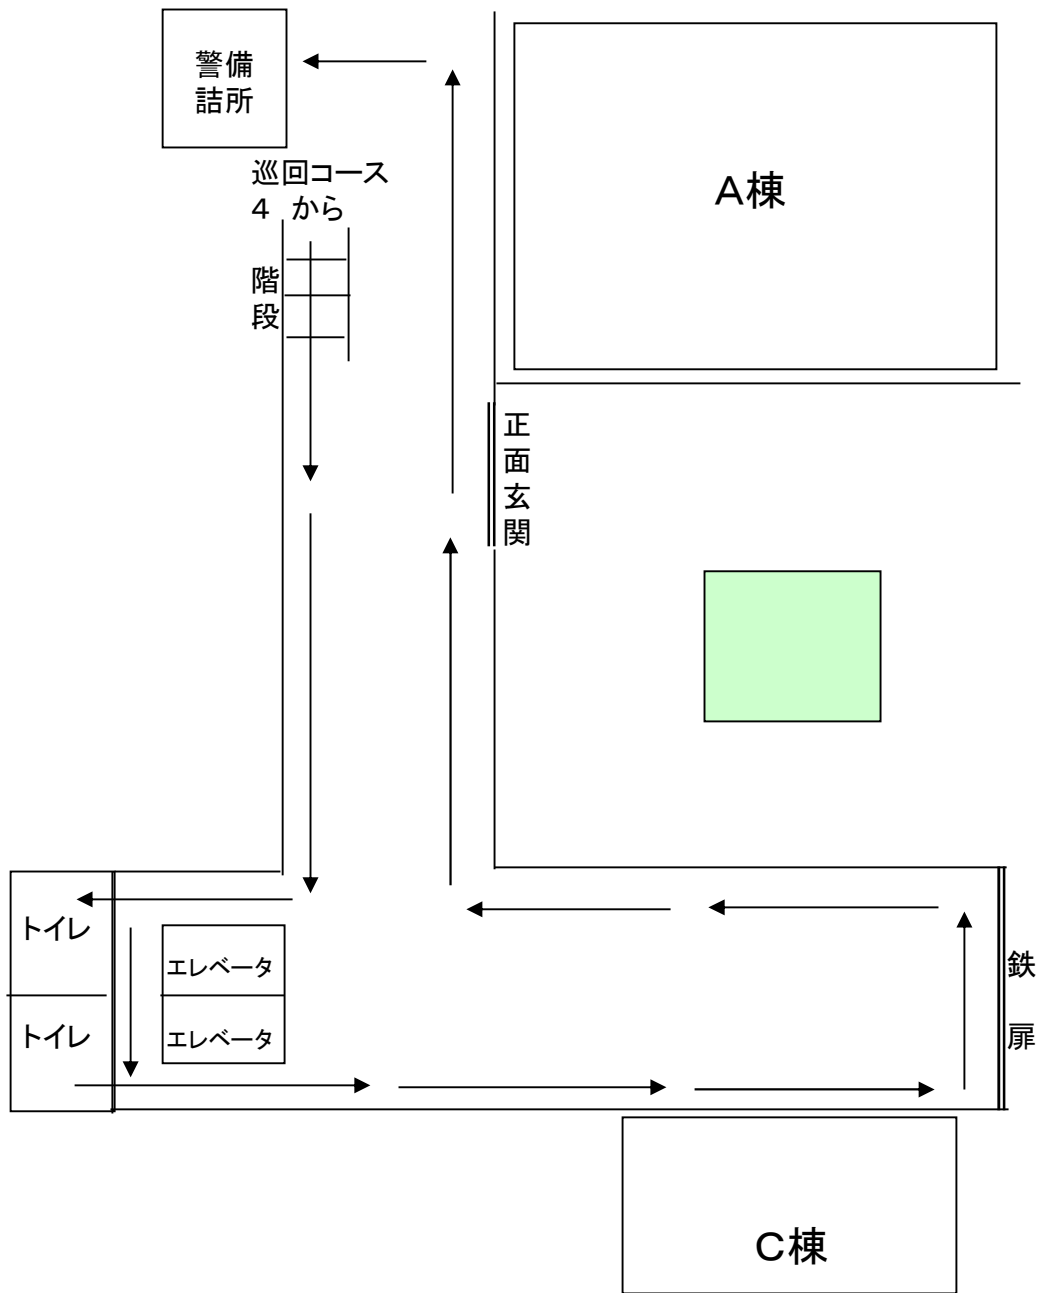 警備
詰所
巡回コース
４　から
階段
A棟
正面玄関
トイレ
エレベータ
トイレ
エレベータ
鉄扉
C棟